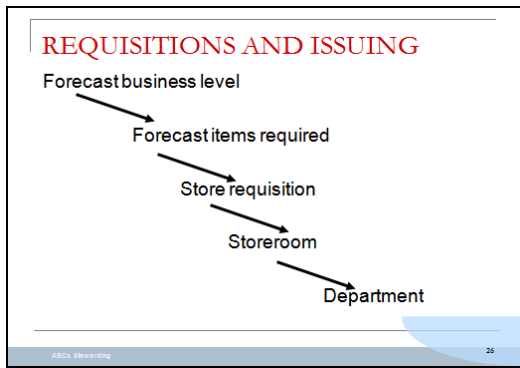 REQUISITIONS AND ISSUING
Forecast business level
Forecast items required
Store requisition
Storeroom
Department
ABCs Stewarding
26